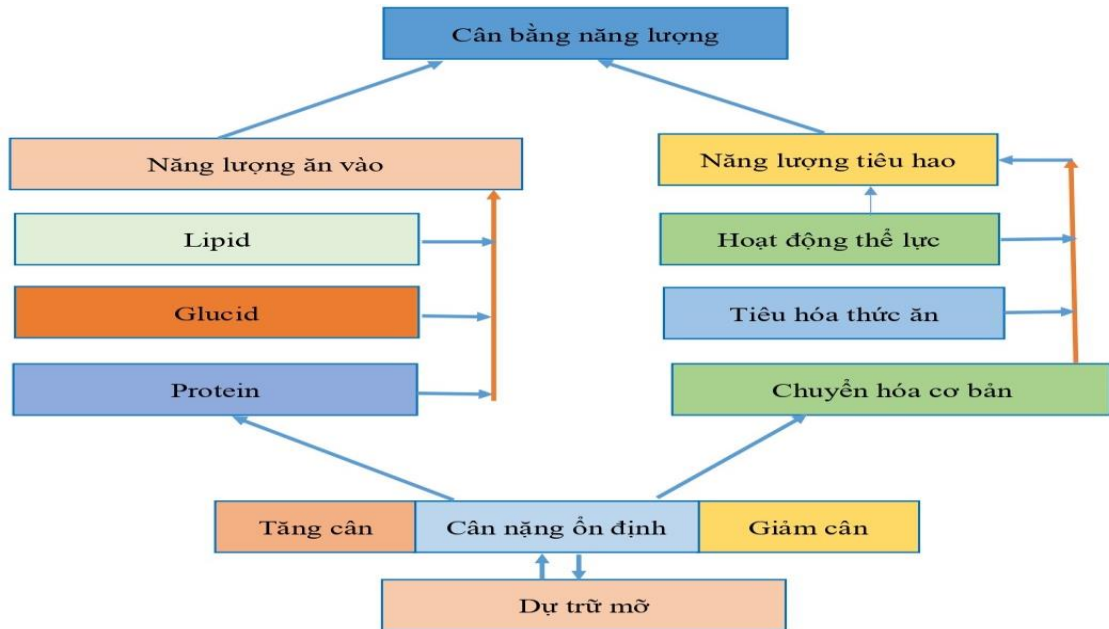 Cân bằng năng lượng
Năng lượng ăn vào
Năng lượng tiêu hao
Lipid
Hoạt động thể lực
Glucid
Tiêu hóa thức ăn
Protein
Chuyển hóa cơ bản
Tăng cân
Cân nặng ổn định
Giảm cân
Dự trữ mỡ